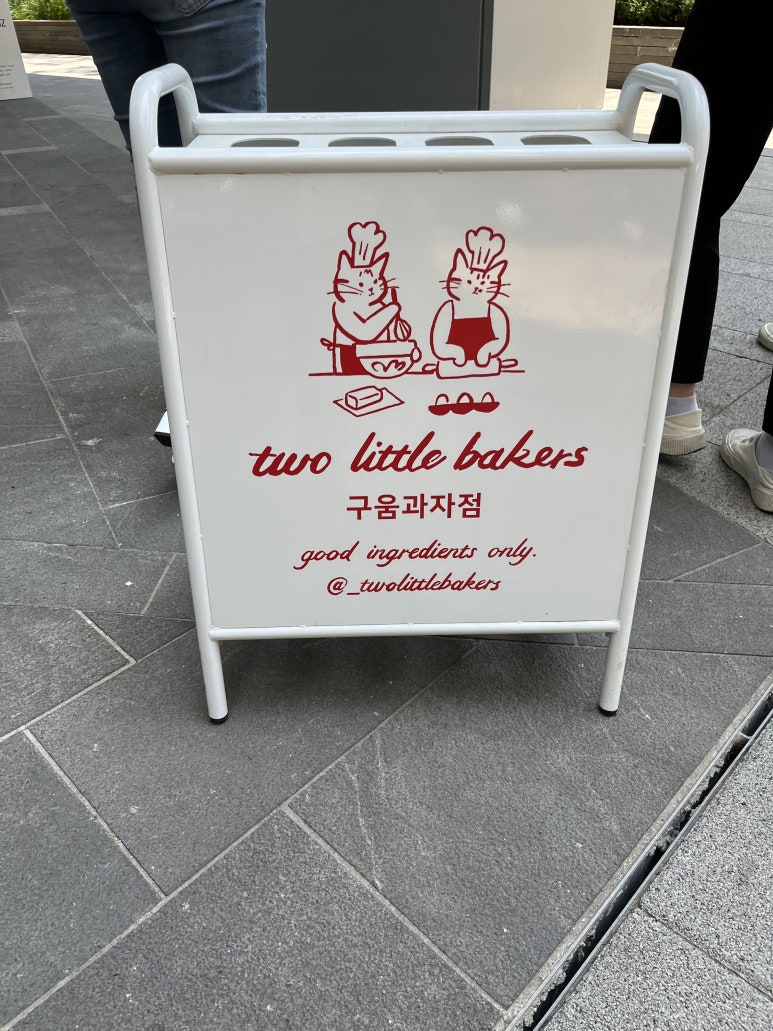 two little bakers
구움과자점
good ingredients only.
@_twolittlebakers